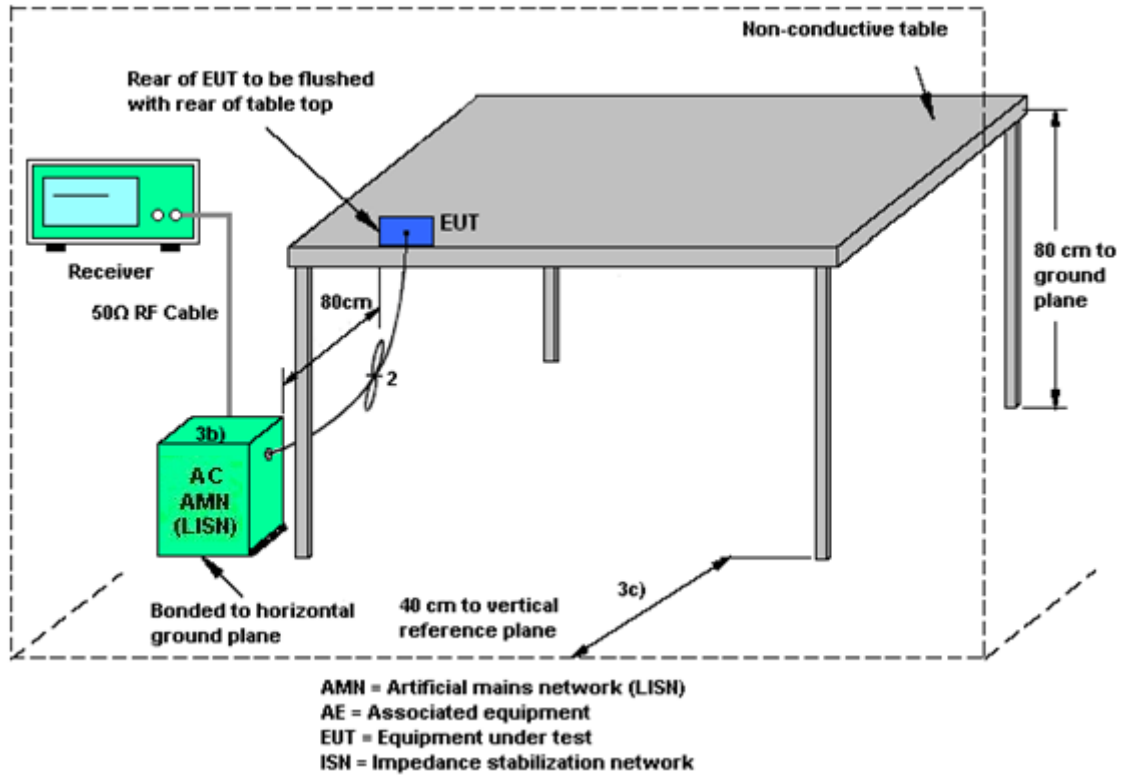 Non-conductive table
Rear of EUT to be flushed
with rear of table top
EUT
Receiver
80 cm to
ground
plane
80cm
50Ω RF Cable
2
3b)
AC
AMN
(LISN)
3c)
40 cm to vertical
reference plane
Bonded to horizontal
ground plane
AMN = Artificial mains network (LISN)
AE = Associated equipment
EUT = Equipment under test
ISN = Impedance stabilization network